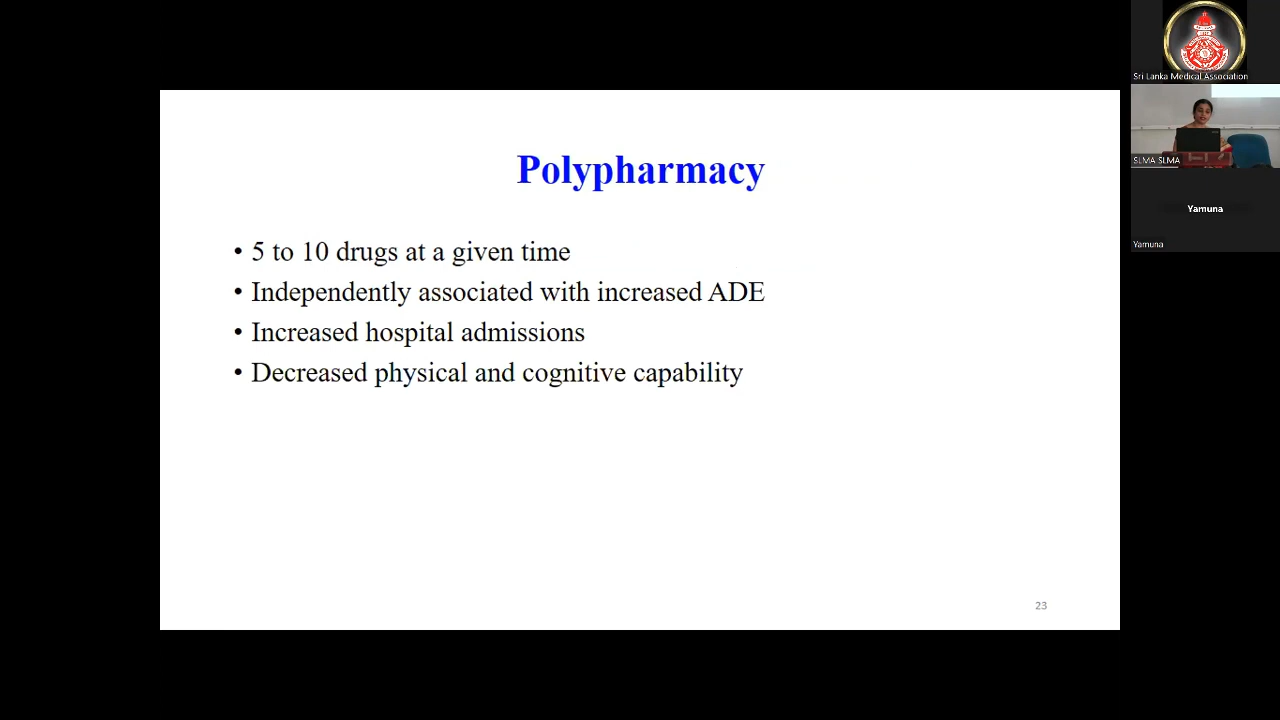 Polypharmacy
• 5 to 10 drugs at a given time
• Independently associated with increased ADE
• Increased hospital admissions
• Decreased physical and cognitive capability
23
Sri Lanka Medical Association
SLMA SLMA
Yamuna
Yamuna